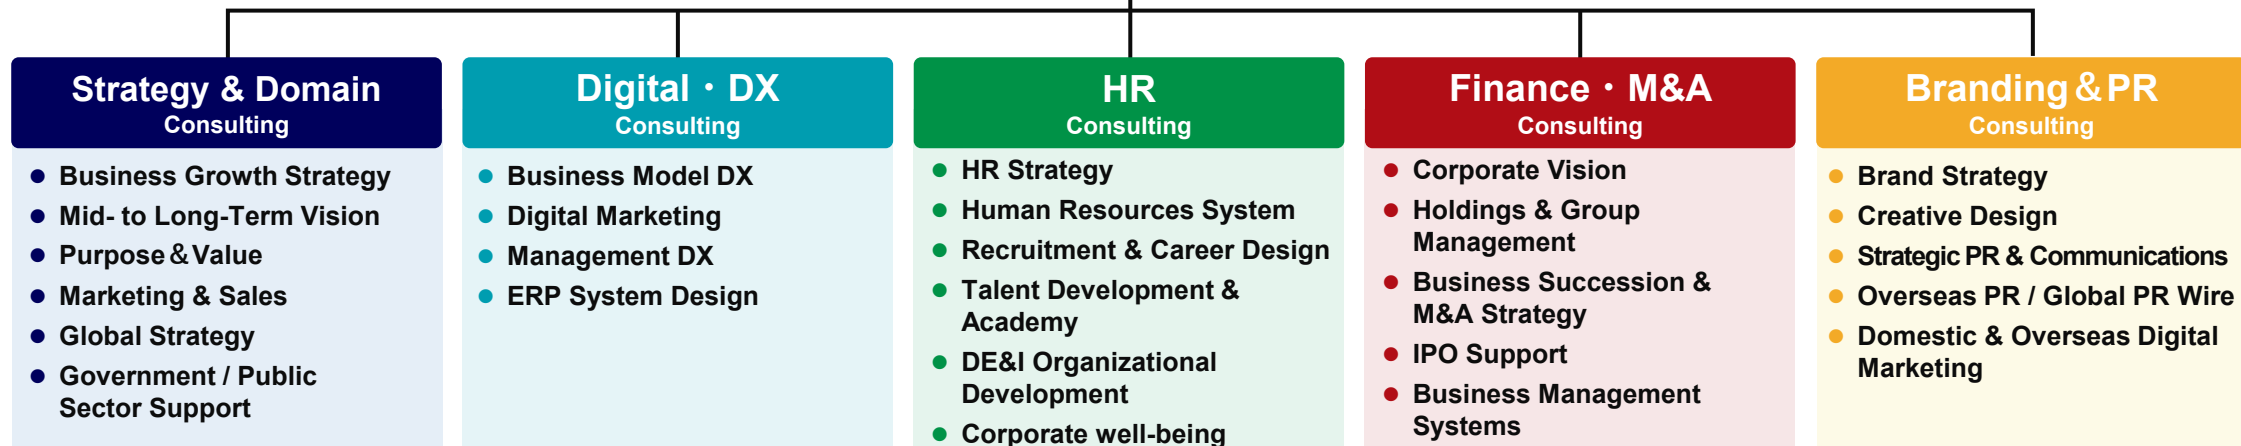 Strategy & Domain
Consulting
● Business Growth Strategy
● Mid- to Long-Term Vision
● Purpose＆Value
● Marketing & Sales
● Global Strategy
● Government / Public
Sector Support
Digital・DX
Consulting
● Business Model DX
● Digital Marketing
● Management DX
● ERP System Design
HR
Consulting
● HR Strategy
● Human Resources System
● Recruitment & Career Design
● Talent Development &
Academy
● DE&I Organizational
Development
● Corporate well-being
Finance・M&A
Consulting
● Corporate Vision
● Holdings & Group
Management
● Business Succession &
M&A Strategy
● IPO Support
● Business Management
Systems
Branding＆PR
Consulting
● Brand Strategy
● Creative Design
● Strategic PR & Communications
● Overseas PR / Global PR Wire
● Domestic & Overseas Digital
Marketing